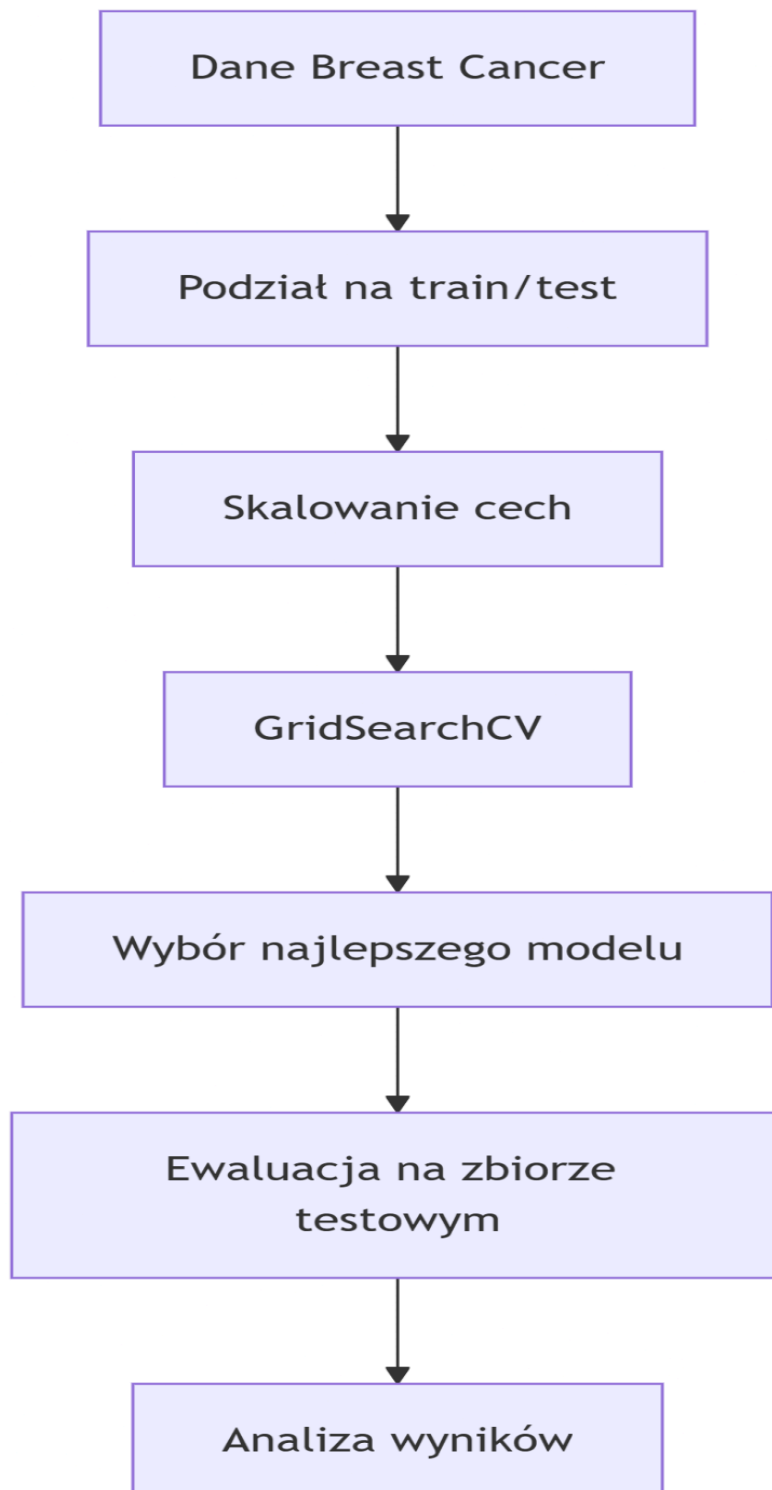 Dane Breast Cancer
Podział na train/test
Skalowanie cech
GridSearchCV
Wybór najlepszego modelu
Ewaluacja na zbiorze
testowym
Analiza wyników